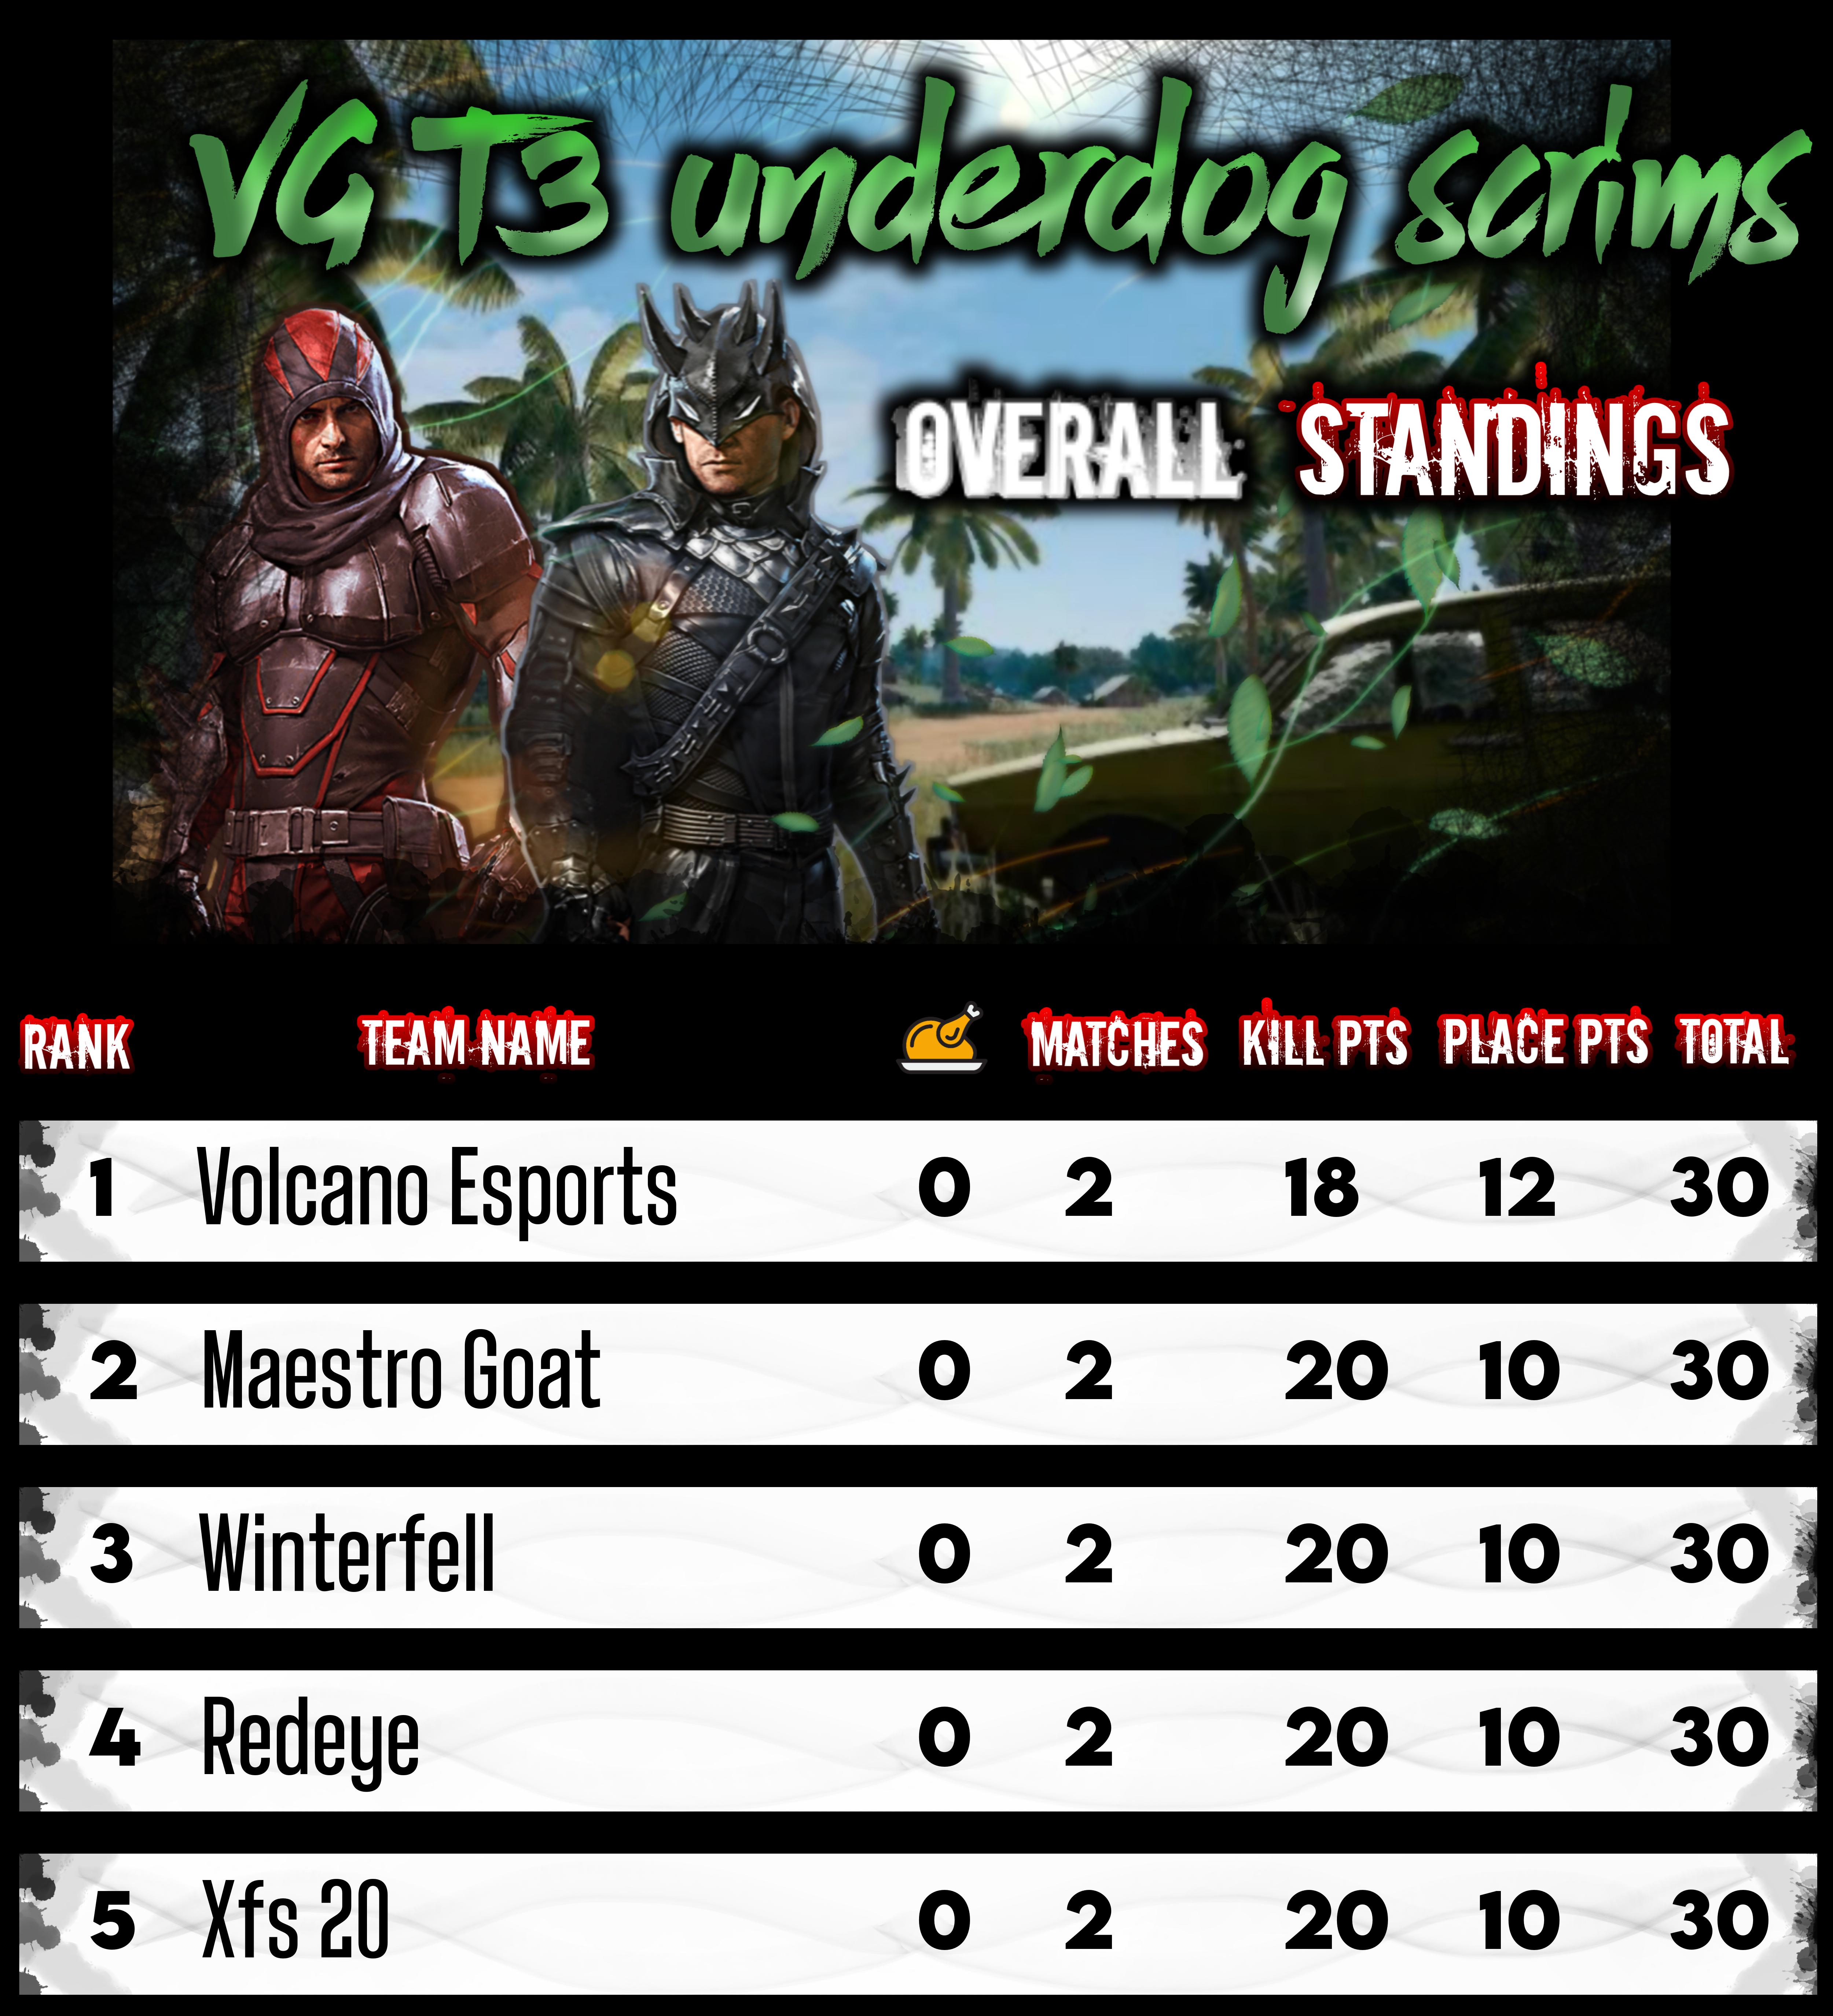 VG T3 underdog scrims
OVERALL STANDINGS
RANK TEAM NAME MATCHES KILL PTS PLACE PTS TOTAL
1 Volcano Esports 0 2 18 12 30
2 Maestro Goat 0 2 20 10 30
3 Winterfell 0 2 20 10 30
4 Redeye 0 2 20 10 30
5 Xfs 20 0 2 20 10 30